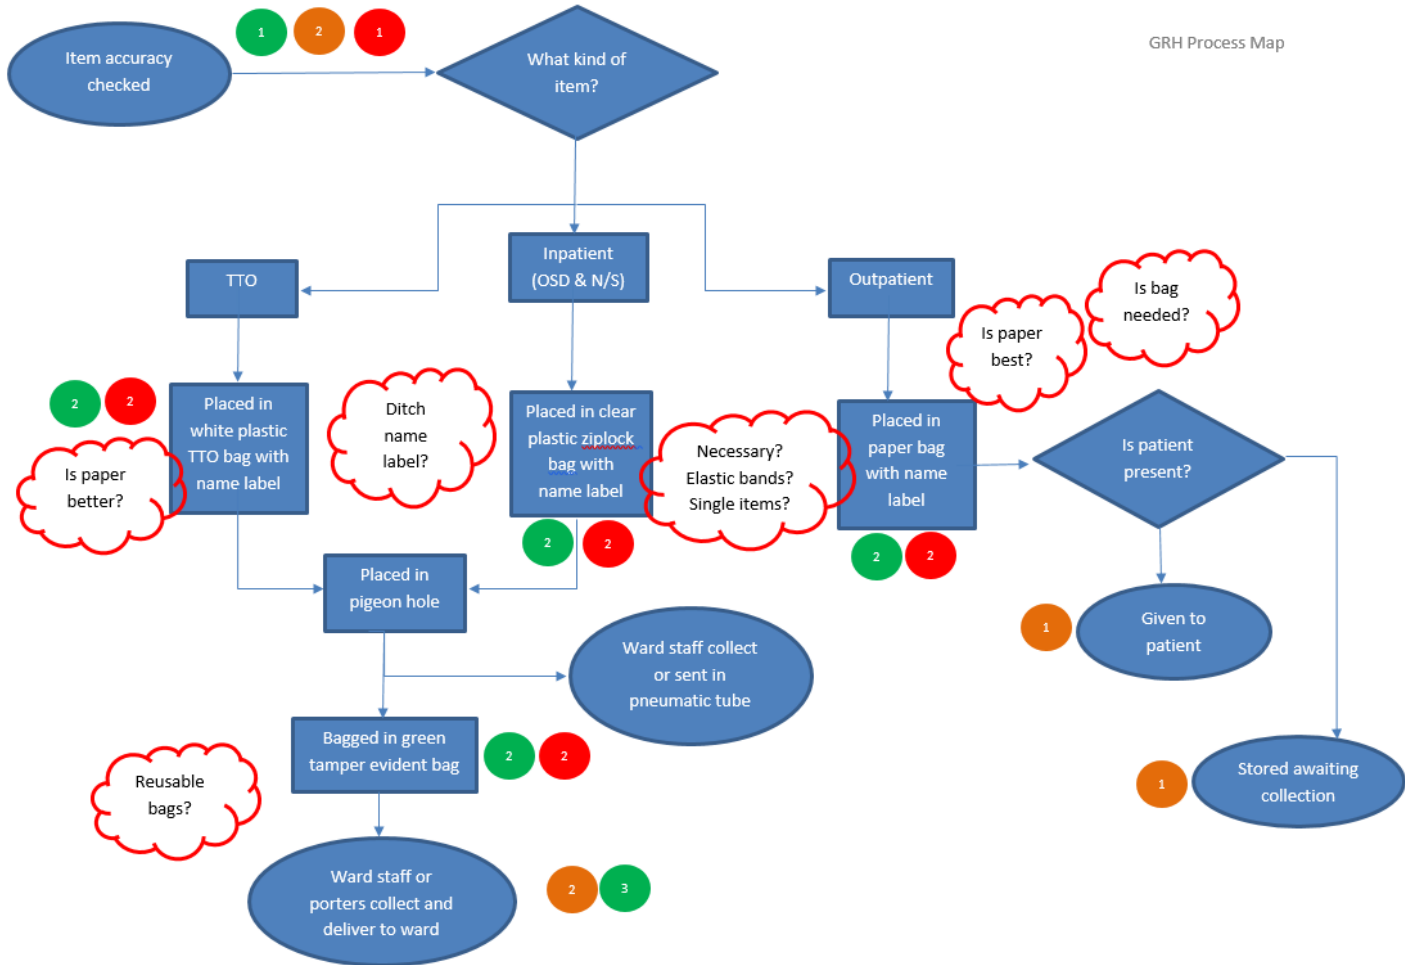 GRH Process Map
Item accuracy
checked
1
2
1
What kind of
item?
TTO
Inpatient
(OSD & N/S)
Outpatient
Is bag
needed?
Is paper
best?
2
2
Placed in
white plastic
TTO bag with
name label
Is paper
better?
Ditch
name
label?
Placed in clear
plastic ziplock
bag with
name label
2
2
Necessary?
Elastic bands?
Single items?
Placed in
paper bag
with name
label
2
2
Is patient
present?
Placed in
pigeon hole
Ward staff collect
or sent in
pneumatic tube
1
Given to
patient
Bagged in green
tamper evident bag
2
2
Reusable
bags?
1
Stored awaiting
collection
Ward staff or
porters collect and
deliver to ward
2
3